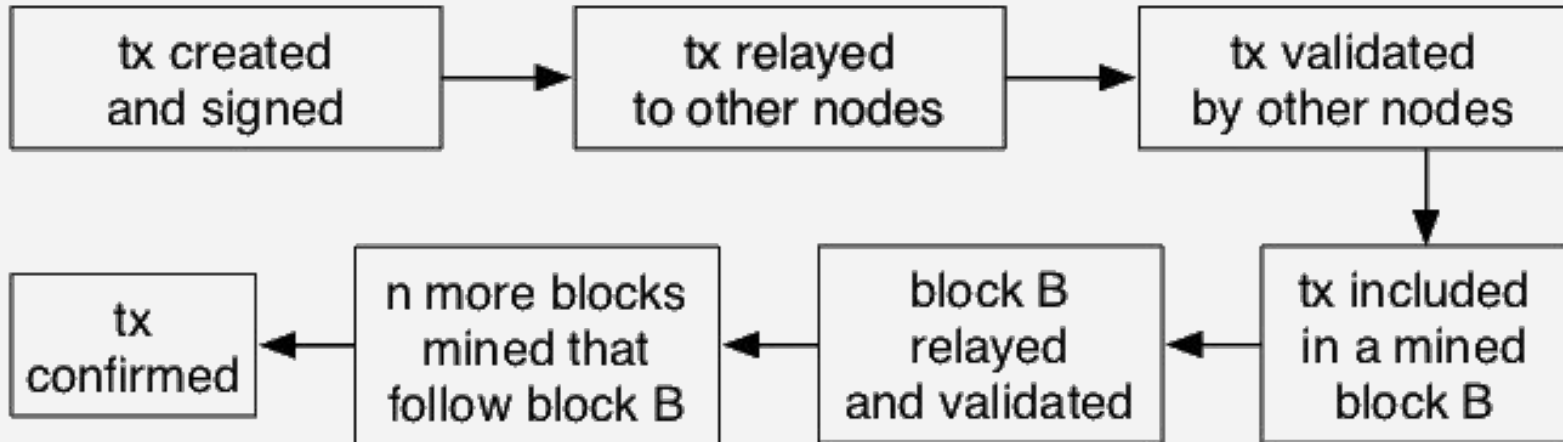 tx created
and signed
tx relayed
to other nodes
tx validated
by other nodes
tx included
in a mined
block B
block B
relayed
and validated
n more blocks
mined that
follow block B
tx
confirmed